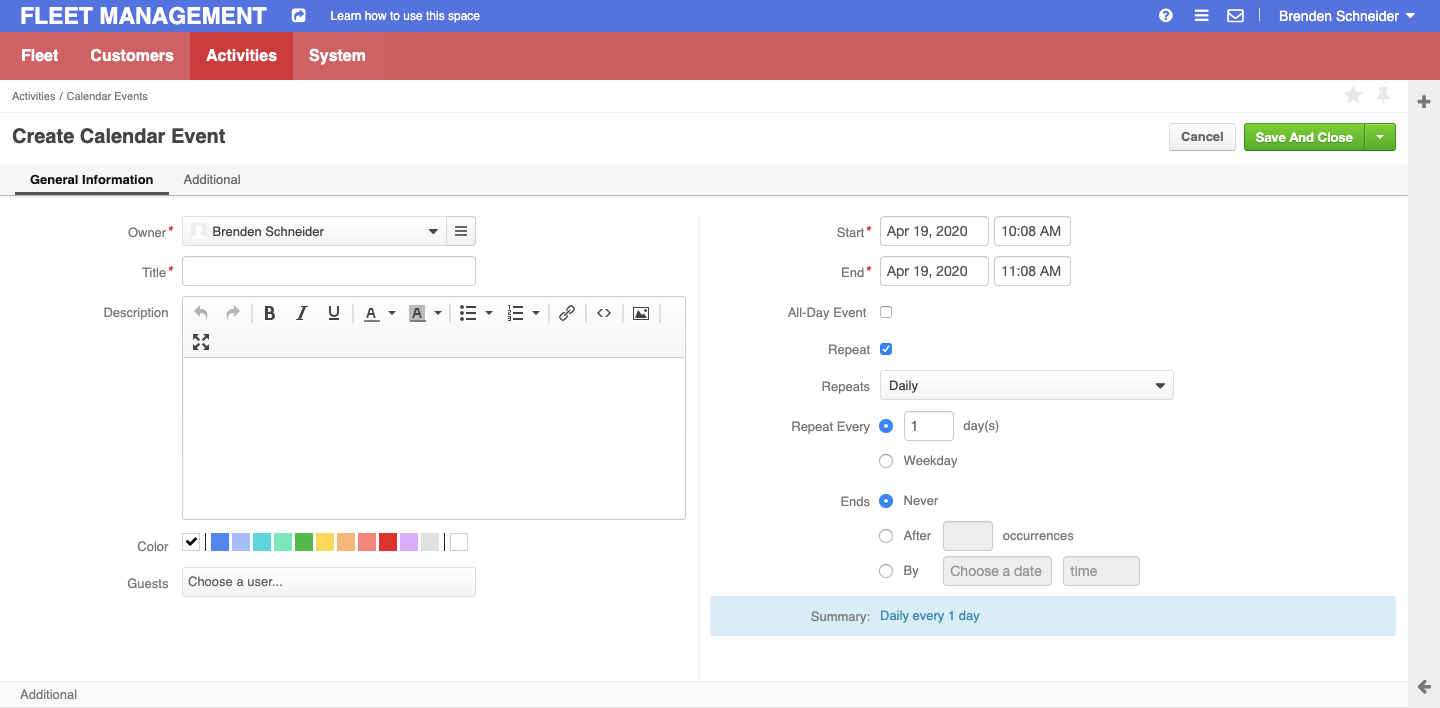 FLEET MANAGEMENT Learn how to use this space Brenden Schneider
Fleet Customers Activities System
Activities / Calendar Events
Create Calendar Event Cancel Save And Close
General Information Additional
Owner* Brenden Schneider
Title*
Description
B I U A A
Color
Guests Choose a user...
Start* Apr 19, 2020 10:08 AM
End* Apr 19, 2020 11:08 AM
All-Day Event
Repeat
Repeats Daily
Repeat Every 1 day(s)
Weekday
Ends Never
After occurrences
By Choose a date time
Summary: Daily every 1 day
Additional